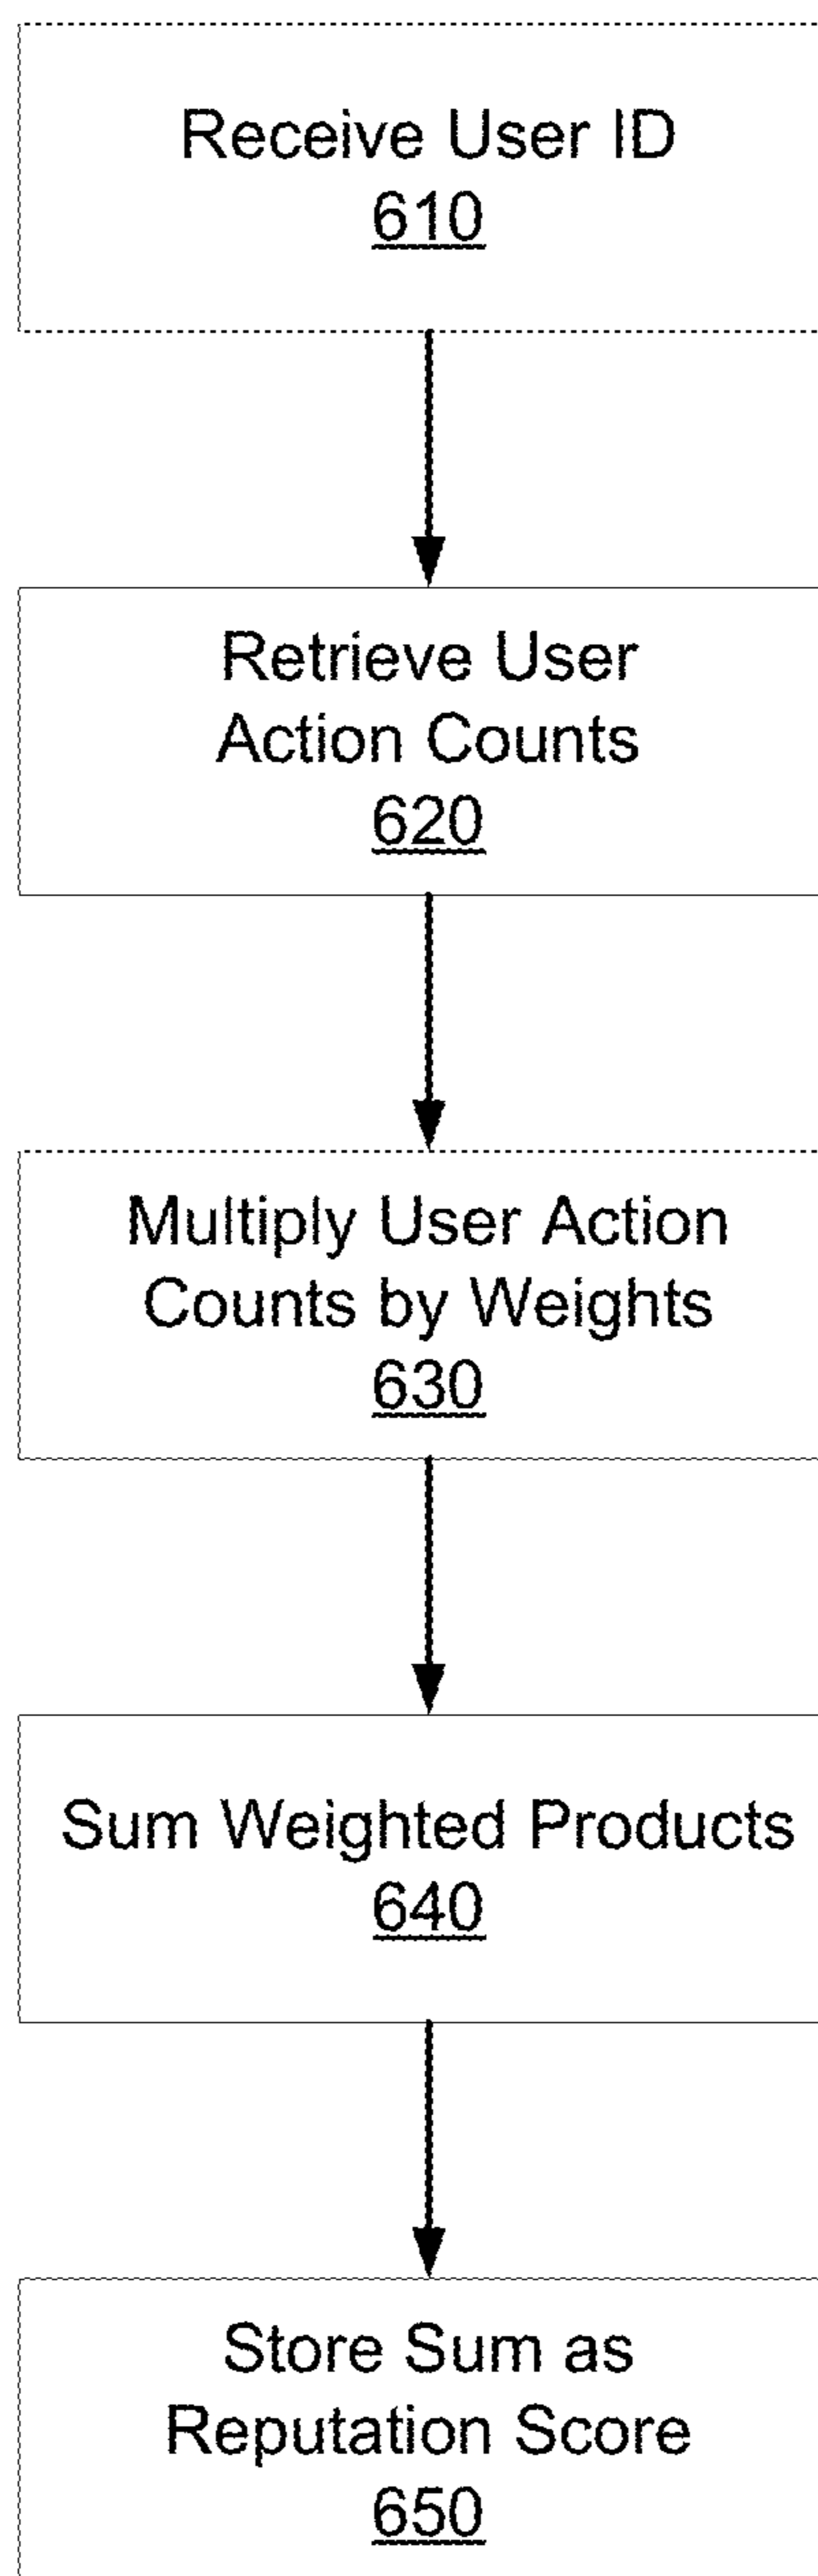 Receive User ID
610
Retrieve User
Action Counts
620
Multiply User Action
Counts by Weights
630
Sum Weighted Products
640
Store Sum as
Reputation Score
650